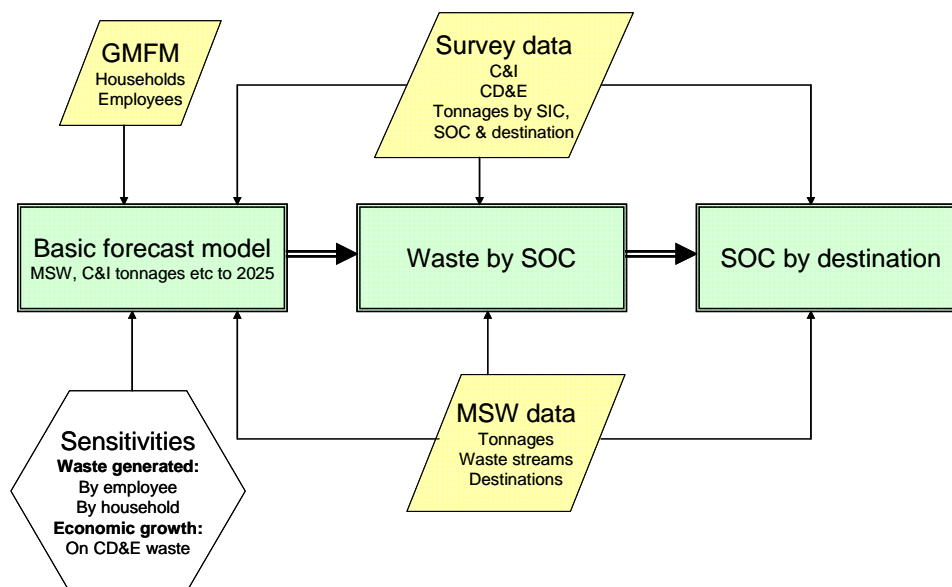 GMFM
Households
Employees
Survey data
C&I
CD&E
Tonnages by SIC,
SOC & destination
Basic forecast model
MSW, C&I tonnages etc to 2025
Waste by SOC
SOC by destination
Sensitivities
Waste generated:
By employee
By household
Economic growth:
On CD&E waste
MSW data
Tonnages
Waste streams
Destinations